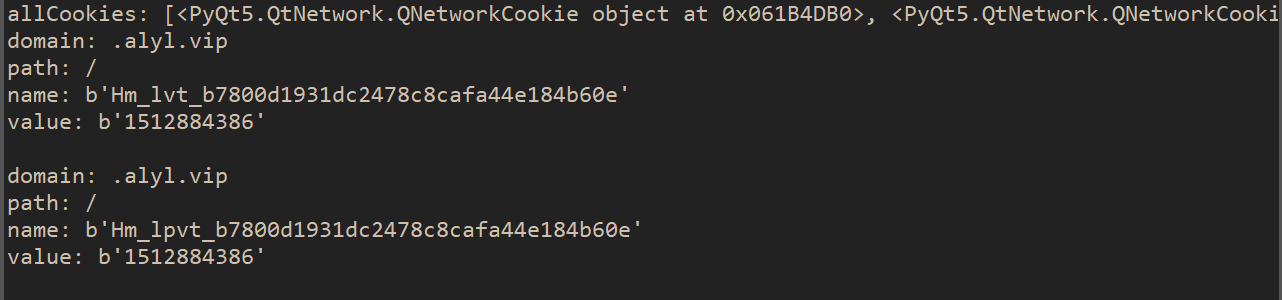 allCookies: [<PyQt5.QtNetwork.QNetworkCookie object at 0x061B4DB0>, <PyQt5.QtNetwork.QNetworkCooki
domain: .alyl.vip
path: /
name: b'Hm_lvt_b7800d1931dc2478c8cafa44e184b60e'
value: b'1512884386'
domain: .alyl.vip
path: /
name: b'Hm_lpvt_b7800d1931dc2478c8cafa44e184b60e'
value: b'1512884386'